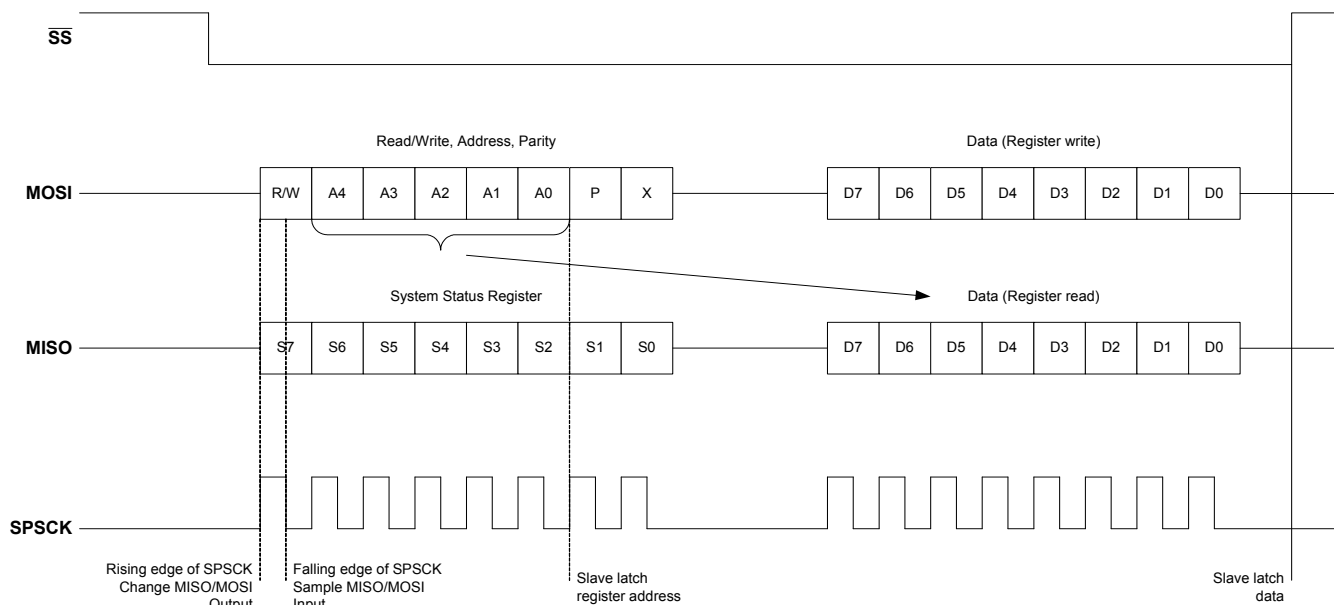 SS
Read/Write, Address, Parity Data (Register write)
MOSI R/W A4 A3 A2 A1 A0 P X D7 D6 D5 D4 D3 D2 D1 D0
System Status Register Data (Register read)
MISO S7 S6 S5 S4 S3 S2 S1 S0 D7 D6 D5 D4 D3 D2 D1 D0
SPSCK
Rising edge of SPSCK
Change MISO/MOSI
Output
Falling edge of SPSCK
Sample MISO/MOSI
Input
Slave latch
register address
Slave latch
data